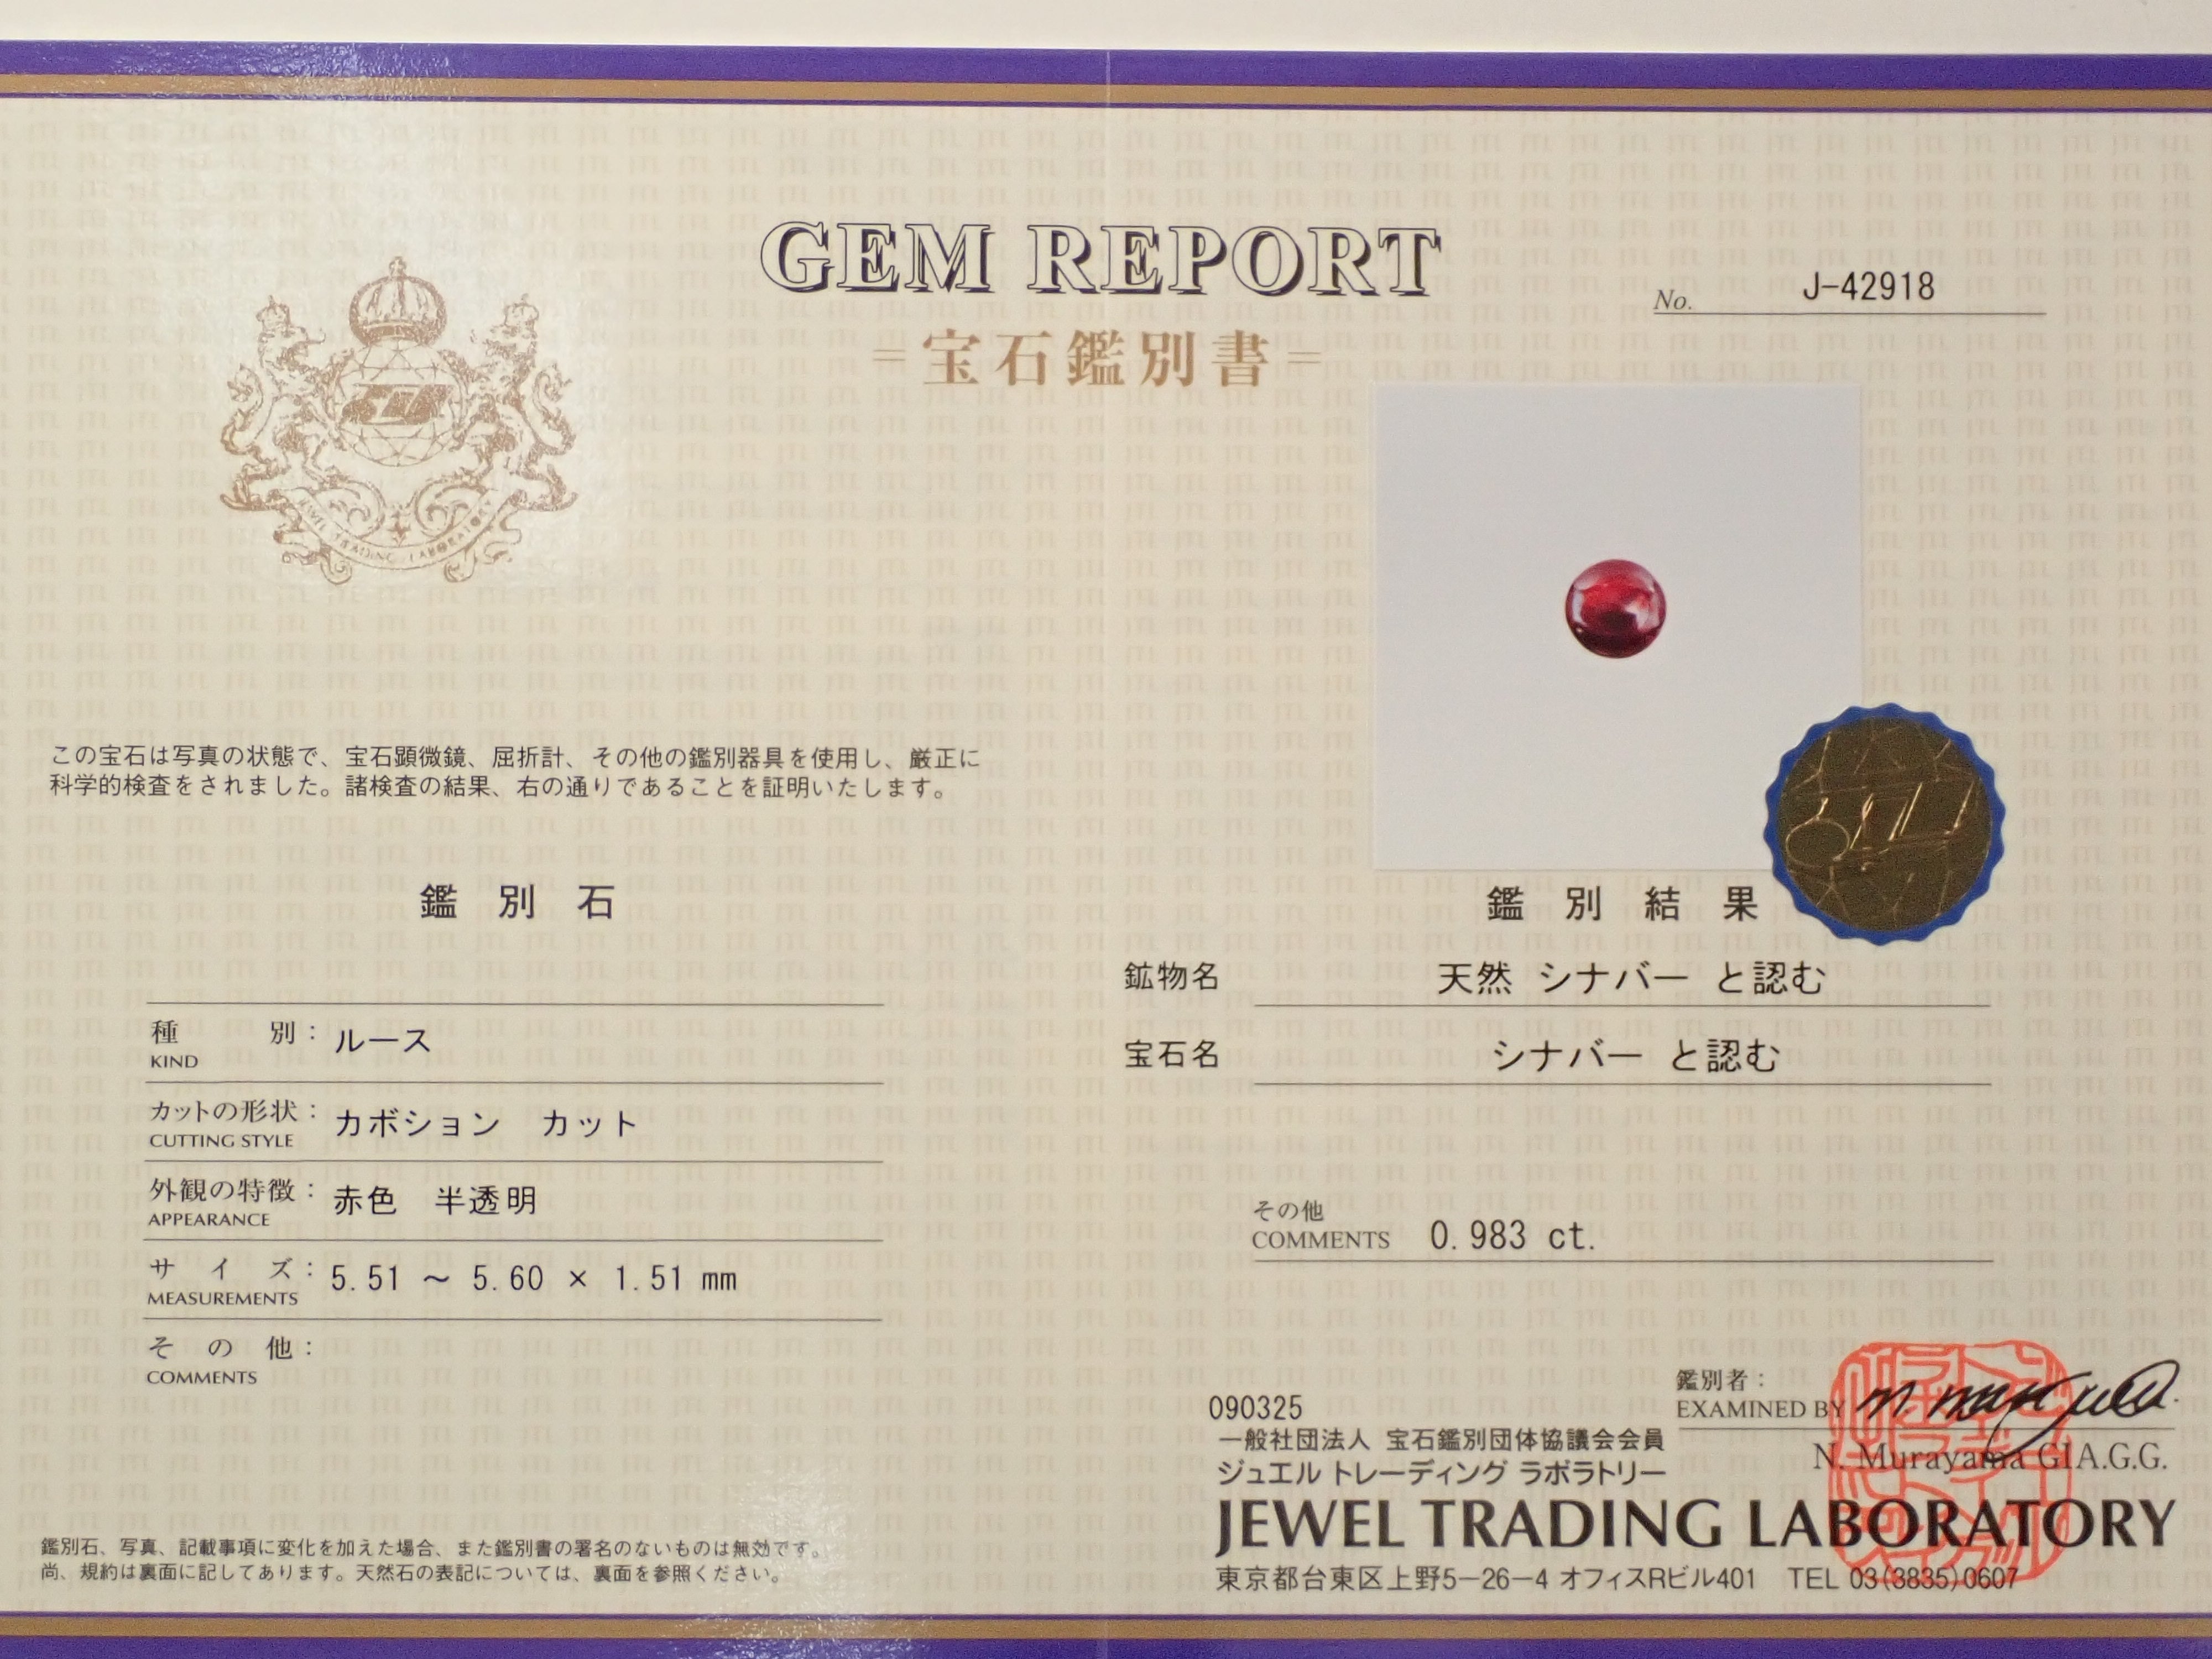 GEM REPORT
No. J-42918
=宝石鑑別書=
この宝石は写真の状態で、宝石顕微鏡、屈折計、その他の鑑別器具を使用し、厳正に
科学的検査をされました。諸検査の結果、右の通りであることを証明いたします。
鑑別石
種別: ルース
KIND
カットの形状: カボション カット
CUTTING STYLE
外観の特徴: 赤色 半透明
APPEARANCE
サイズ: 5.51 ～ 5.60 × 1.51 mm
MEASUREMENTS
その他:
COMMENTS
鑑別石、写真、記載事項に変化を加えた場合、また鑑別書の署名のないものは無効です。
尚、規約は裏面に記してあります。天然石の表記については、裏面を参照ください。
鑑別結果
鉱物名 天然 シナバー と認む
宝石名 シナバー と認む
その他
COMMENTS 0.983 ct.
鑑別者:
EXAMINED BY
N. Murayama G.I.A.G.G.
090325
一般社団法人 宝石鑑別団体協議会会員
ジュエル トレーディング ラボラトリー
JEWEL TRADING LABORATORY
東京都台東区上野5−26−4 オフィスRビル401 TEL 03(3835)0607